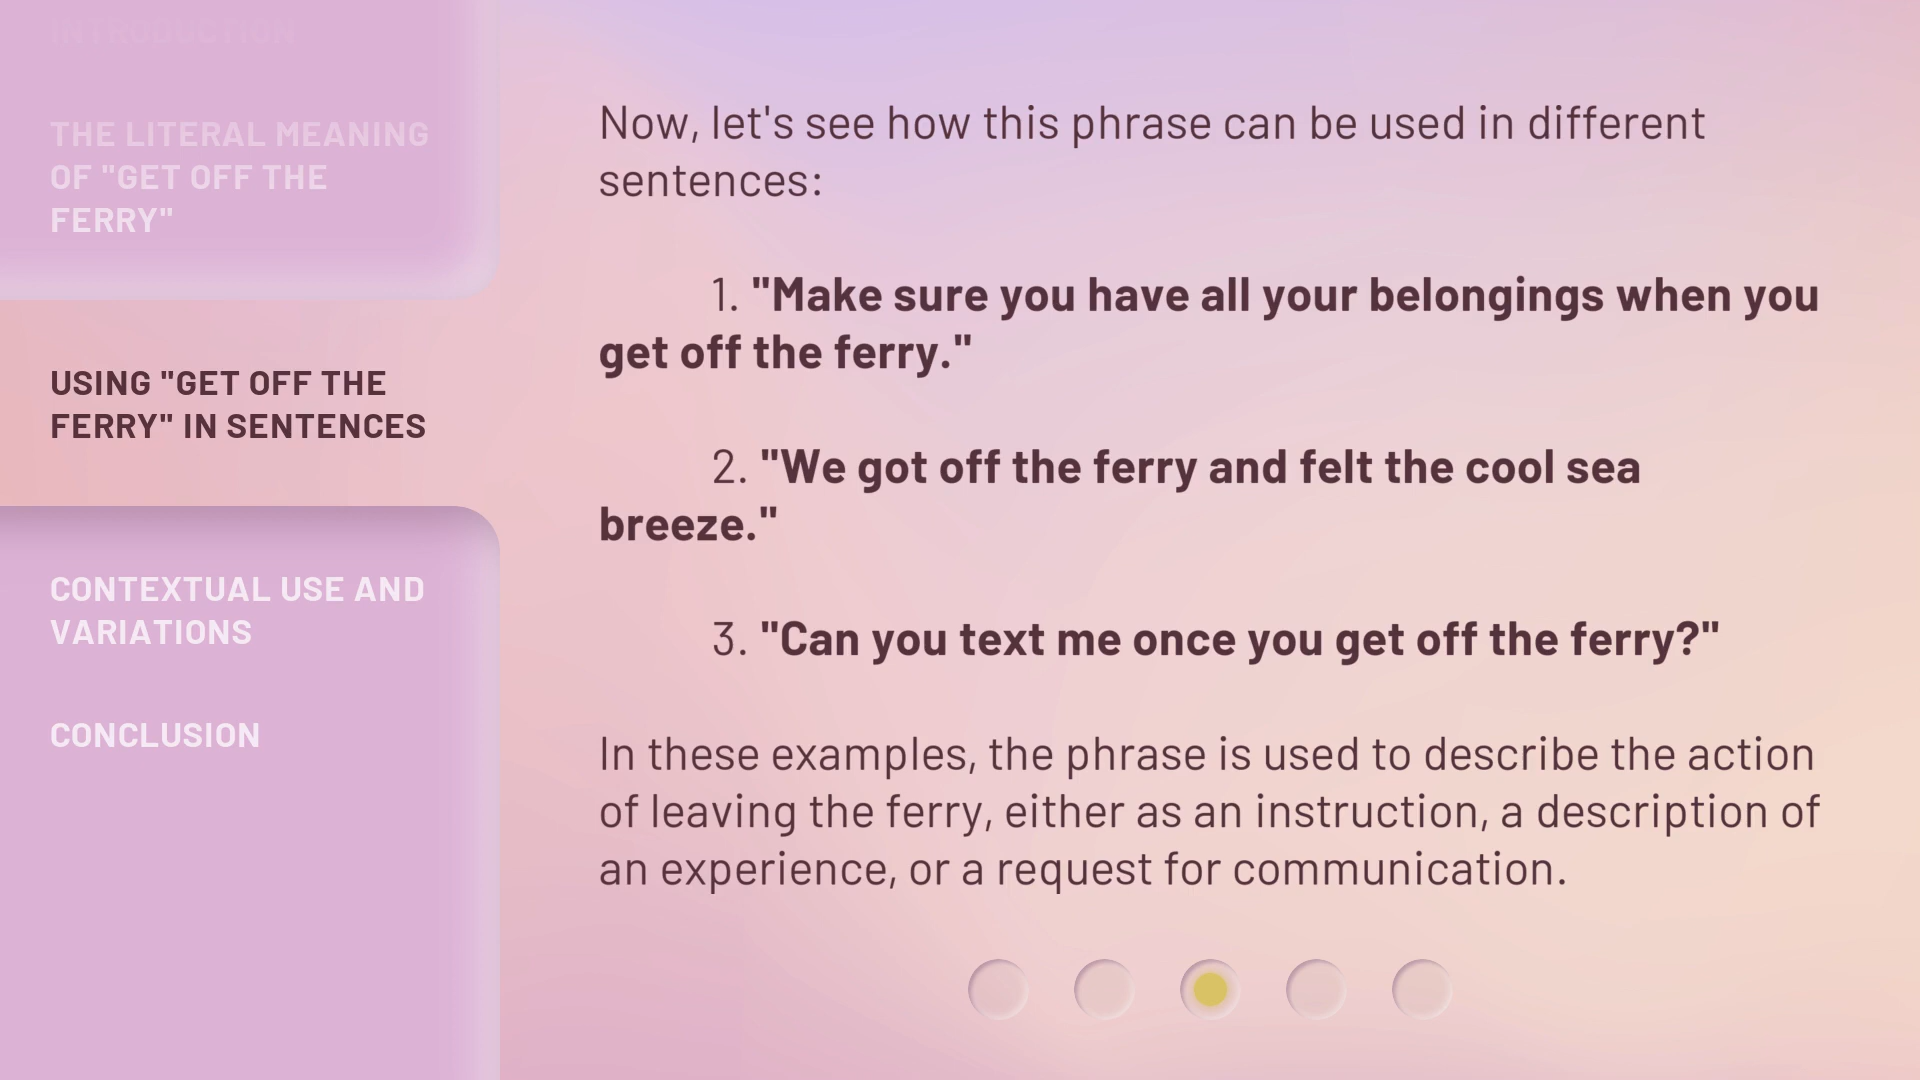 INTRODUCTION
THE LITERAL MEANING
OF "GET OFF THE
FERRY"
USING "GET OFF THE
FERRY" IN SENTENCES
CONTEXTUAL USE AND
VARIATIONS
CONCLUSION
Now, let's see how this phrase can be used in different
sentences:
1. "Make sure you have all your belongings when you
get off the ferry."
2. "We got off the ferry and felt the cool sea
breeze."
3. "Can you text me once you get off the ferry?"
In these examples, the phrase is used to describe the action
of leaving the ferry, either as an instruction, a description of
an experience, or a request for communication.